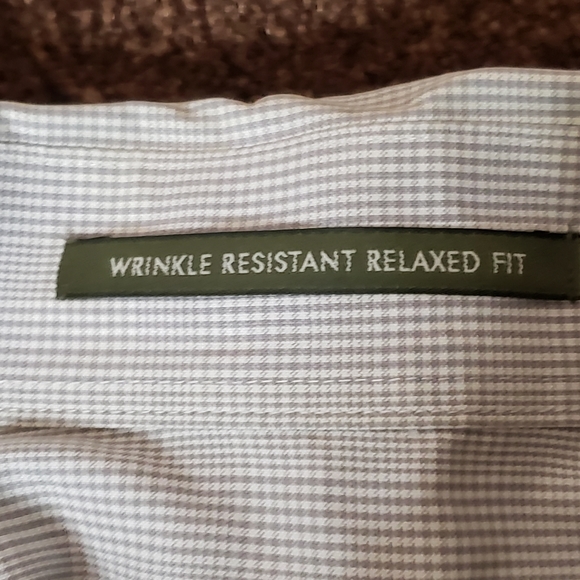 WRINKLE RESISTANT RELAXED FIT